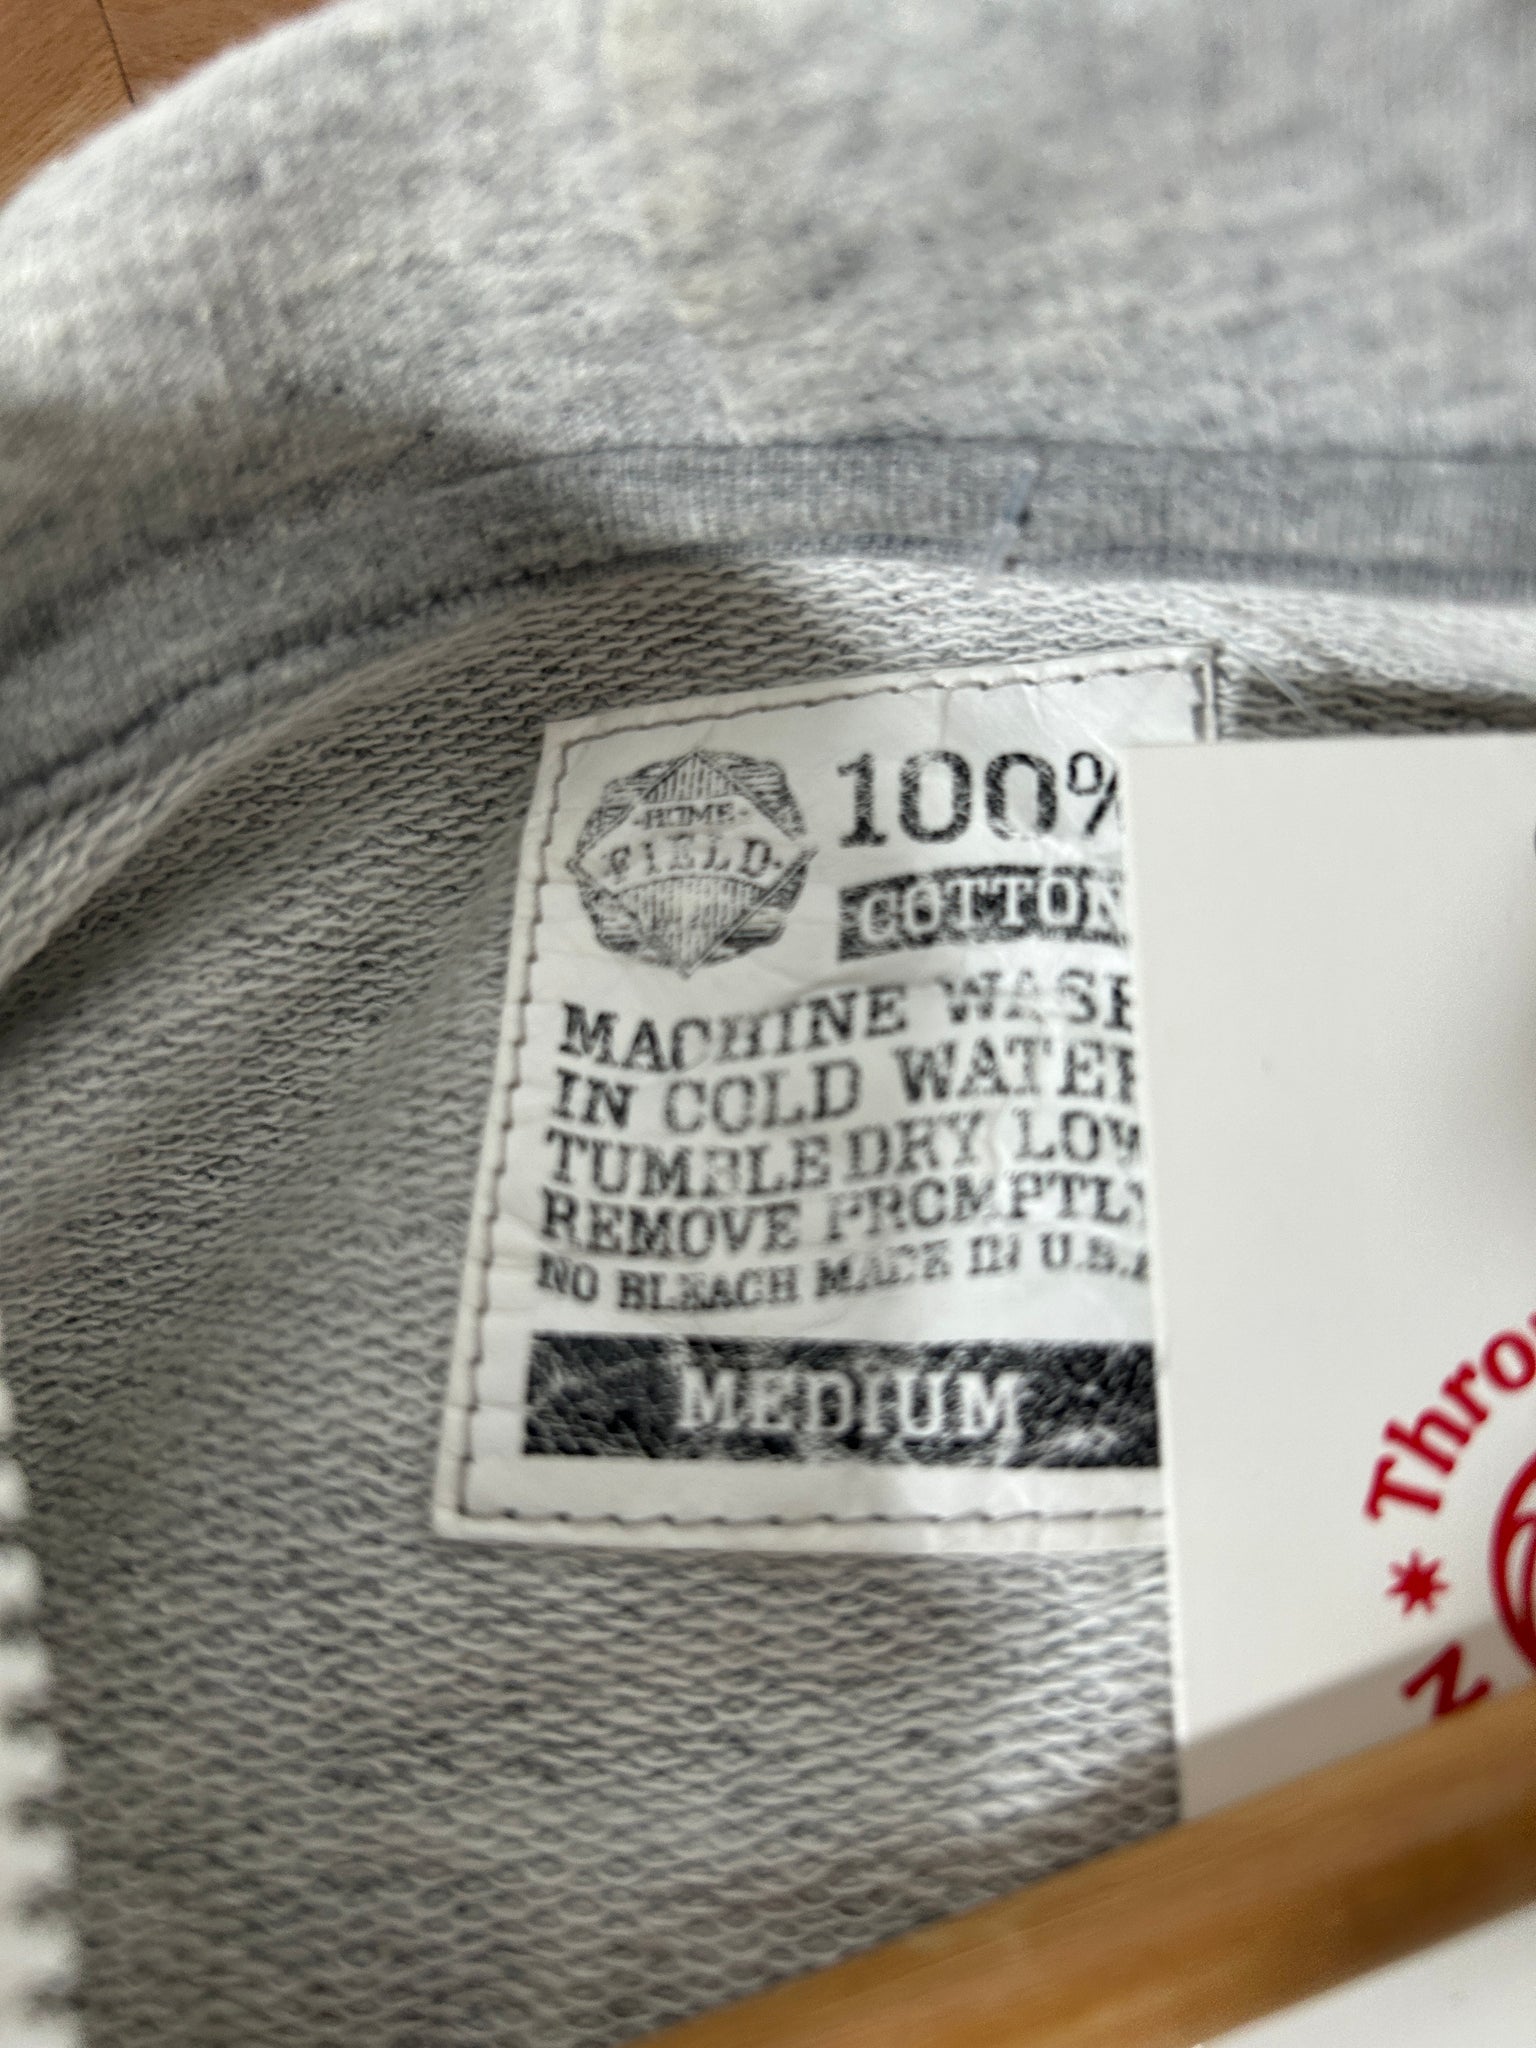 HOME
FIELD
100%
COTTON
MACHINE WASH
IN COLD WATER
TUMBLE DRY LOW
REMOVE PROMPTLY
NO BLEACH MADE IN U.S.A
MEDIUM
Thro
N